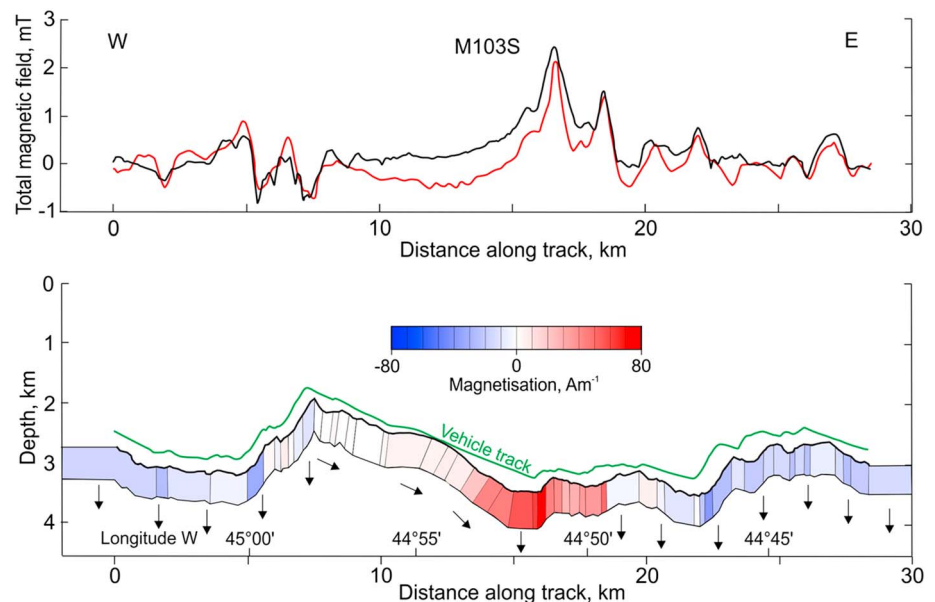 Total magnetic field, mT
3
2
1
0
-1
W
M103S
E
0
10
20
30
Distance along track, km
Depth, km
0
1
2
3
4
-80
0
80
Magnetisation, Am⁻¹
Vehicle track
Longitude W
45°00'
44°55'
44°50'
44°45'
0
10
20
30
Distance along track, km